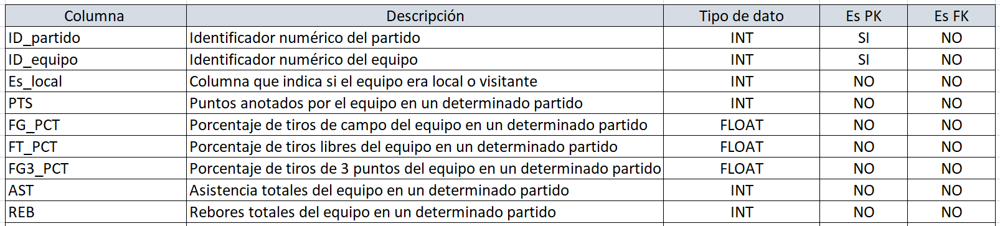 Columna Descripción Tipo de dato Es PK Es FK
ID_partido Identificador numérico del partido INT SI NO
ID_equipo Identificador numérico del equipo INT SI NO
Es_local Columna que indica si el equipo era local o visitante INT NO NO
PTS Puntos anotados por el equipo en un determinado partido INT NO NO
FG_PCT Porcentaje de tiros de campo del equipo en un determinado partido FLOAT NO NO
FT_PCT Porcentaje de tiros libres del equipo en un determinado partido FLOAT NO NO
FG3_PCT Porcentaje de tiros de 3 puntos del equipo en un determinado partido FLOAT NO NO
AST Asistencia totales del equipo en un determinado partido INT NO NO
REB Rebores totales del equipo en un determinado partido INT NO NO